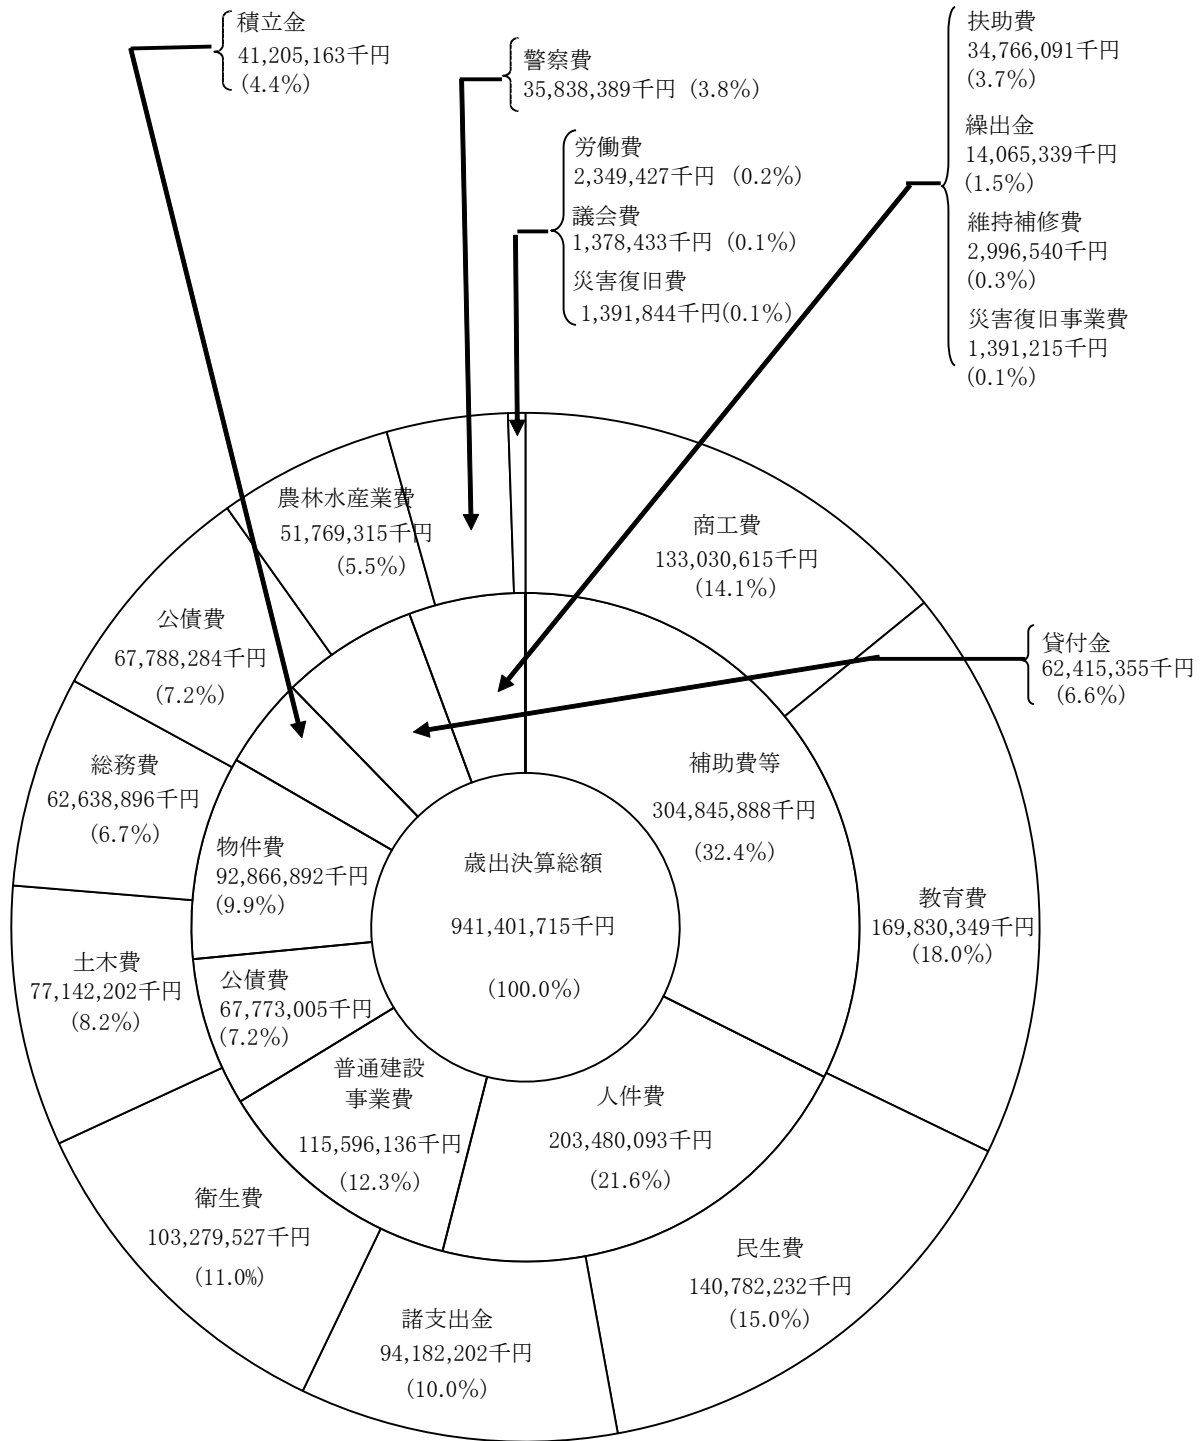 積立金
41,205,163千円
(4.4%)
警察費
35,838,389千円 (3.8%)
労働費
2,349,427千円 (0.2%)
議会費
1,378,433千円 (0.1%)
災害復旧費
1,391,844千円(0.1%)
扶助費
34,766,091千円
(3.7%)
繰出金
14,065,339千円
(1.5%)
維持補修費
2,996,540千円
(0.3%)
災害復旧事業費
1,391,215千円
(0.1%)
貸付金
62,415,355千円
(6.6%)
商工費
133,030,615千円
(14.1%)
教育費
169,830,349千円
(18.0%)
民生費
140,782,232千円
(15.0%)
諸支出金
94,182,202千円
(10.0%)
衛生費
103,279,527千円
(11.0%)
土木費
77,142,202千円
(8.2%)
総務費
62,638,896千円
(6.7%)
公債費
67,788,284千円
(7.2%)
農林水産業費
51,769,315千円
(5.5%)
補助費等
304,845,888千円
(32.4%)
人件費
203,480,093千円
(21.6%)
普通建設
事業費
115,596,136千円
(12.3%)
公債費
67,773,005千円
(7.2%)
物件費
92,866,892千円
(9.9%)
歳出決算総額
941,401,715千円
(100.0%)